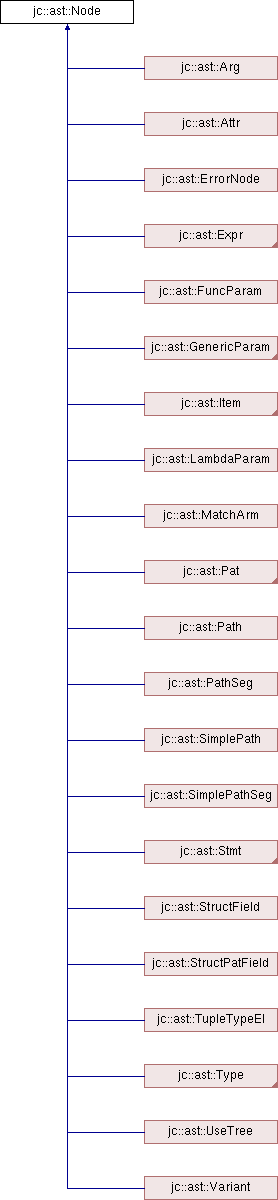 jc::ast::Node
jc::ast::Arg
jc::ast::Attr
jc::ast::ErrorNode
jc::ast::Expr
jc::ast::FuncParam
jc::ast::GenericParam
jc::ast::Item
jc::ast::LambdaParam
jc::ast::MatchArm
jc::ast::Pat
jc::ast::Path
jc::ast::PathSeg
jc::ast::SimplePath
jc::ast::SimplePathSeg
jc::ast::Stmt
jc::ast::StructField
jc::ast::StructPatField
jc::ast::TupleTypeEl
jc::ast::Type
jc::ast::UseTree
jc::ast::Variant